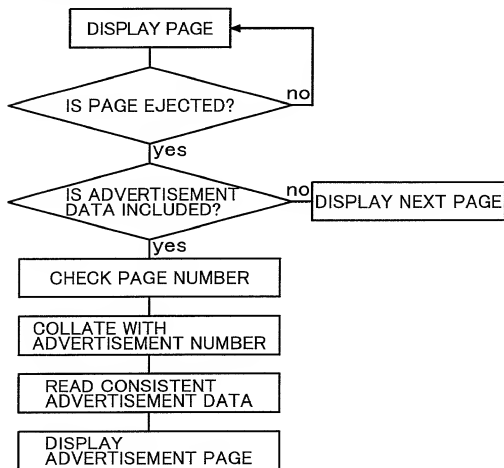 DISPLAY PAGE
IS PAGE EJECTED?
no
yes
IS ADVERTISEMENT
DATA INCLUDED?
no
DISPLAY NEXT PAGE
yes
CHECK PAGE NUMBER
COLLATE WITH
ADVERTISEMENT NUMBER
READ CONSISTENT
ADVERTISEMENT DATA
DISPLAY
ADVERTISEMENT PAGE